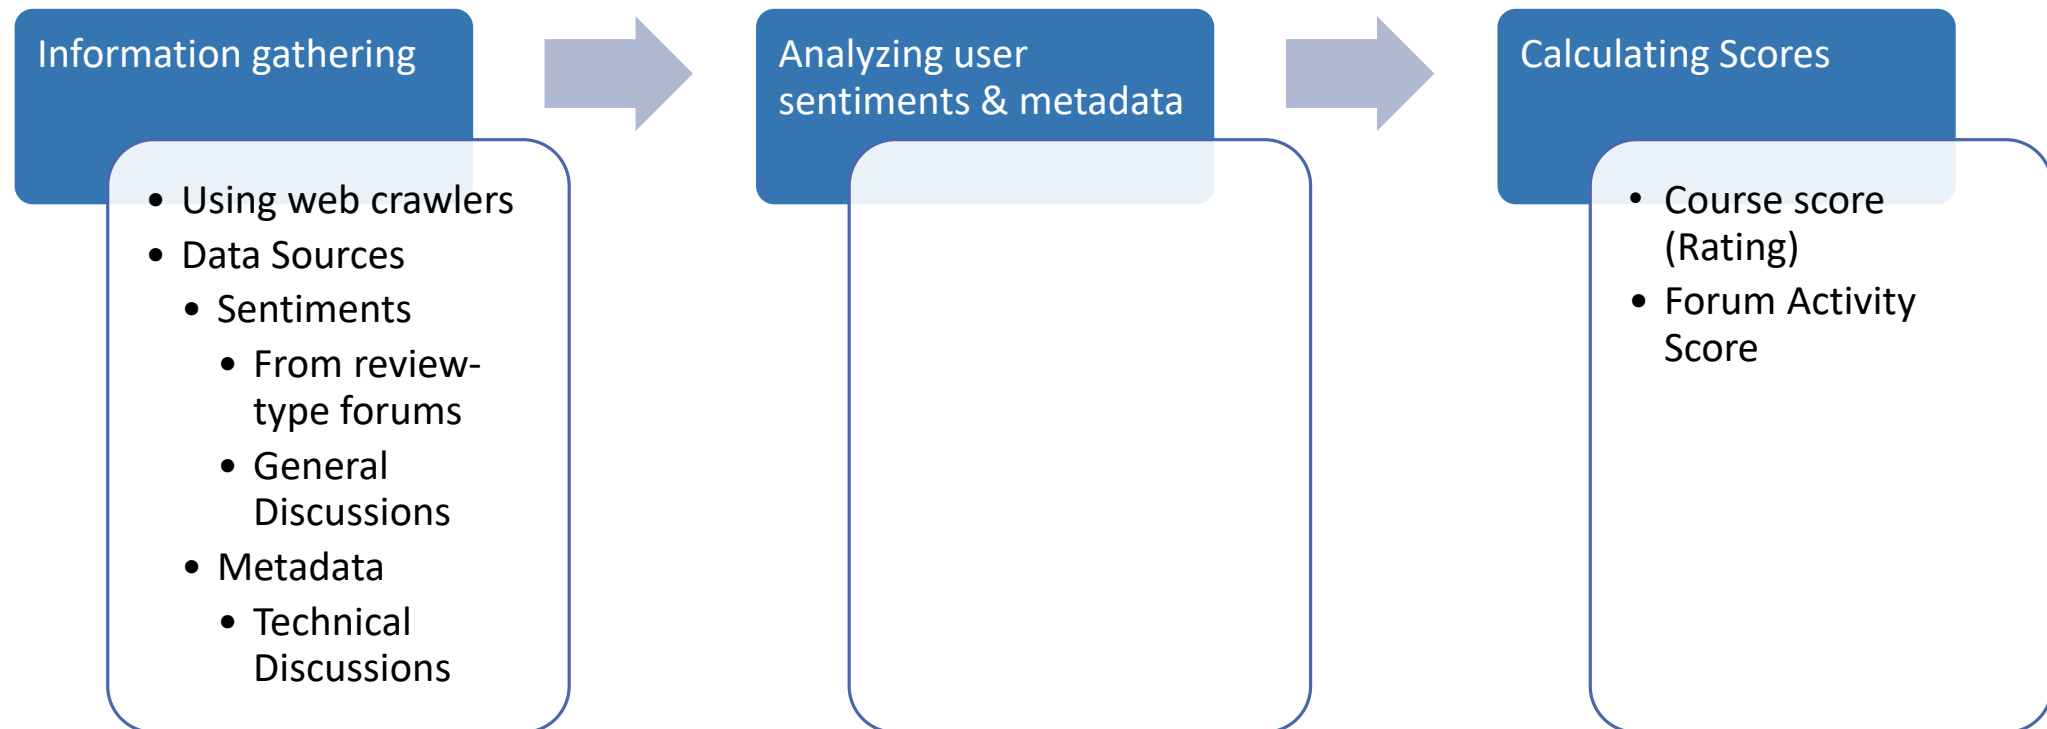 Information gathering
• Using web crawlers
• Data Sources
• Sentiments
• From review-
type forums
• General
Discussions
• Metadata
• Technical
Discussions
Analyzing user
sentiments & metadata
Calculating Scores
• Course score
(Rating)
• Forum Activity
Score